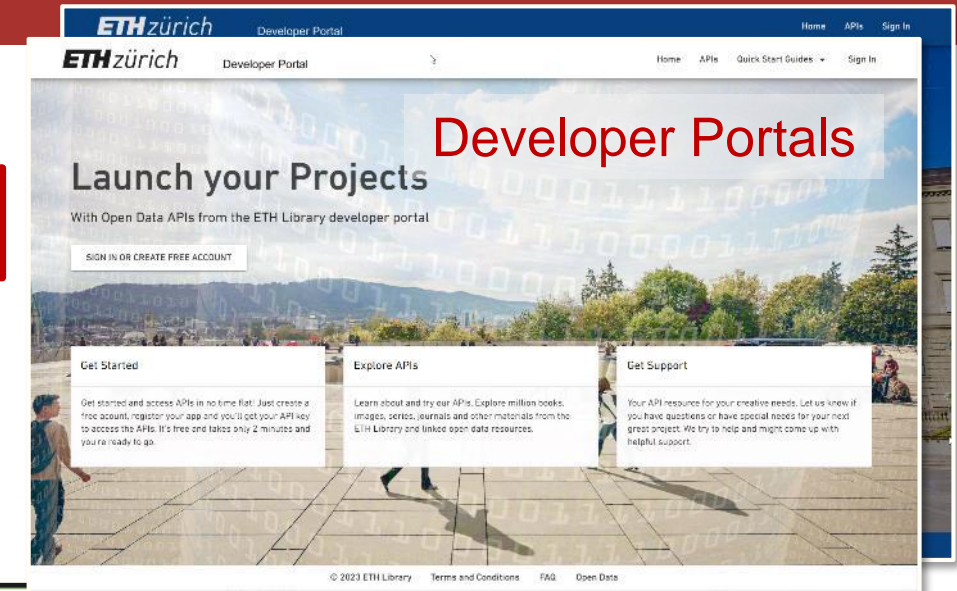 ETH zürich Developer Portal Home APIs Sign In
ETH zürich Developer Portal Home APIs Quick Start Guides Sign In
Developer Portals
Launch your Projects
With Open Data APIs from the ETH Library developer portal
SIGN IN OR CREATE FREE ACCOUNT
Get Started
Get started and access APIs in no time flat! Just create a
free acount, register your app and you'll get your API key
to access the APIs. It's free and takes only 2 minutes and
you're ready to go.
Explore APIs
Learn about and try our APIs. Explore million books,
images, series, journals and other materials from the
ETH Library and linked open data resources.
Get Support
Your API resource for your creative needs. Let us know if
you have questions or have special needs for your next
great project. We try to help and might come up with
helpful support.
© 2023 ETH Library Terms and Conditions FAQ Open Data